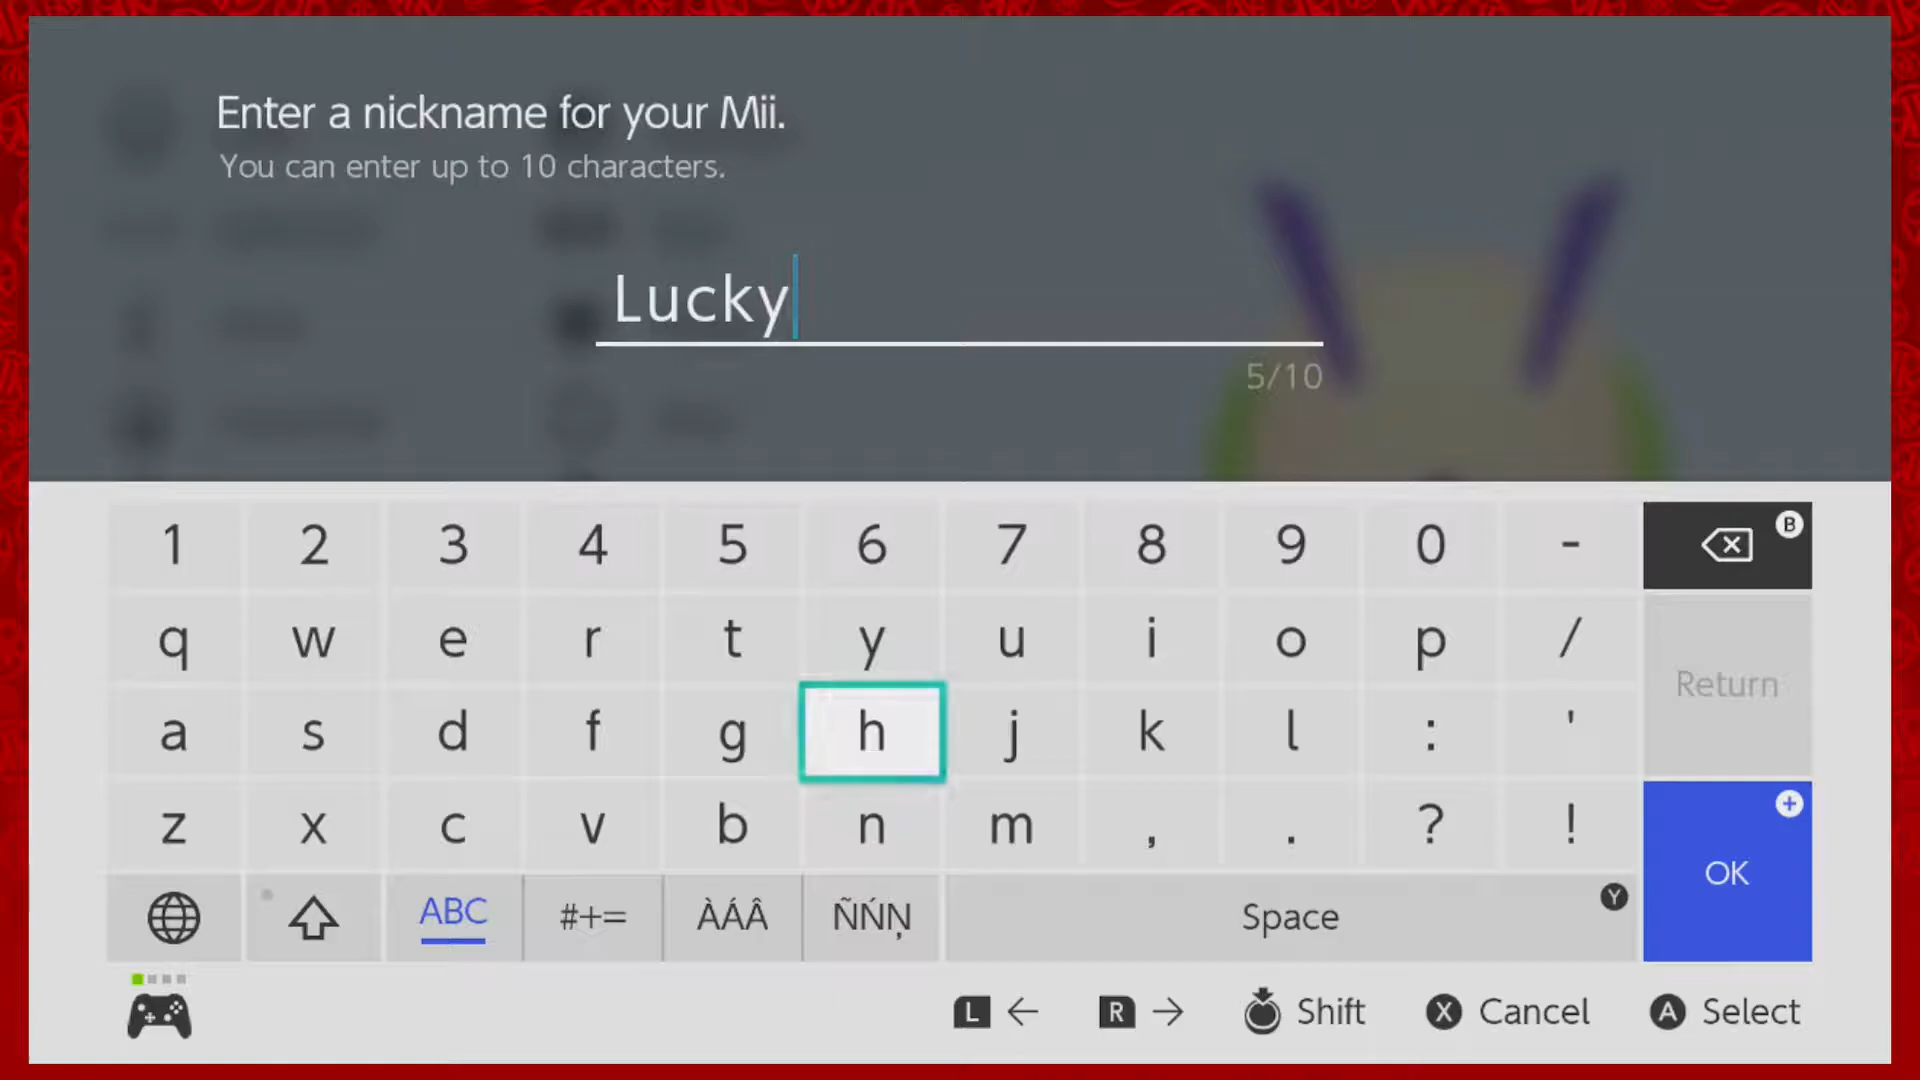 Enter a nickname for your Mii.
You can enter up to 10 characters.
Lucky
5/10
1 2 3 4 5 6 7 8 9 0 - B
q w e r t y u i o p /
Return
a s d f g h j k l : '
z x c v b n m , . ? ! +
OK
ABC #+= ÀÁÂ ÑŃŅ Space Y
L ← R → Shift X Cancel A Select